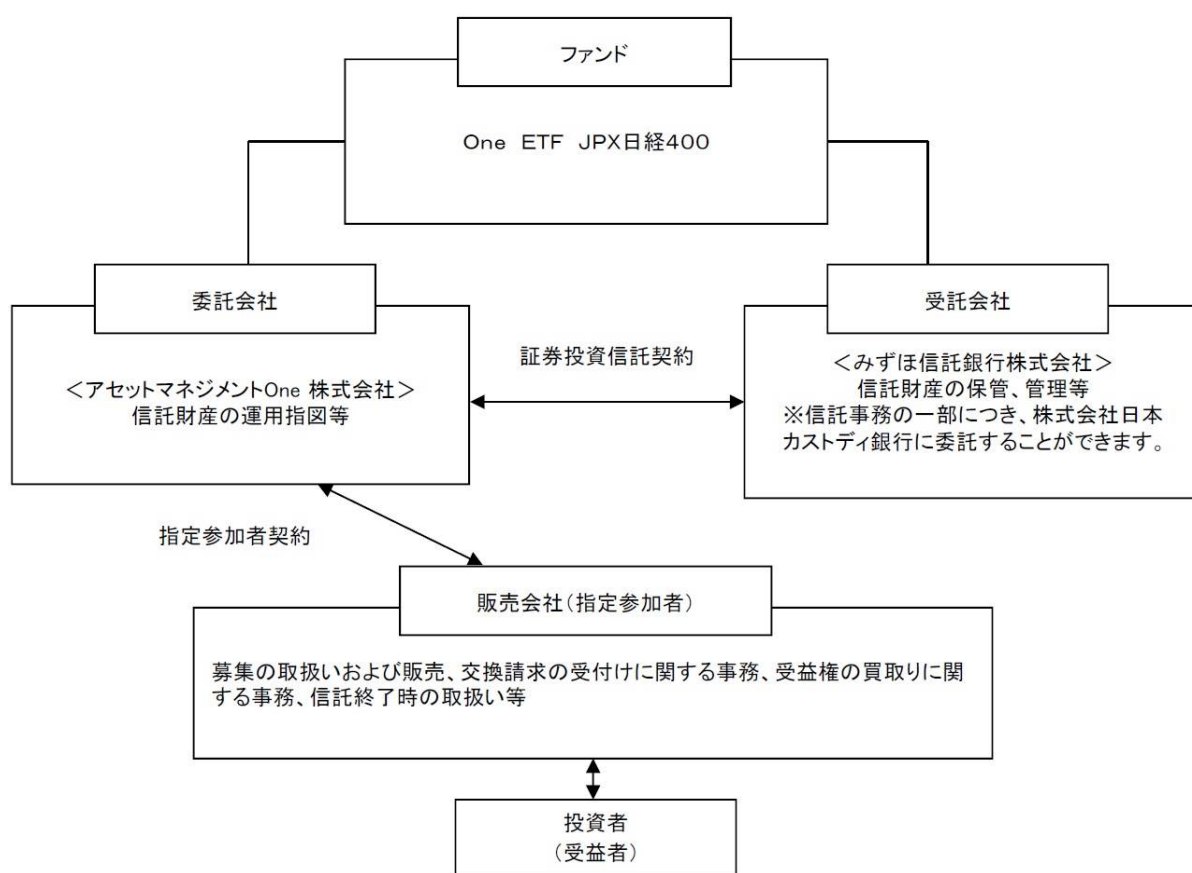 ファンド
One ETF JPX日経400
委託会社
<アセットマネジメントOne 株式会社>
信託財産の運用指図等
証券投資信託契約
受託会社
<みずほ信託銀行株式会社>
信託財産の保管、管理等
※信託事務の一部につき、株式会社日本
カストディ銀行に委託することができます。
指定参加者契約
販売会社(指定参加者)
募集の取扱いおよび販売、交換請求の受付けに関する事務、受益権の買取りに関
する事務、信託終了時の取扱い等
投資者
(受益者)